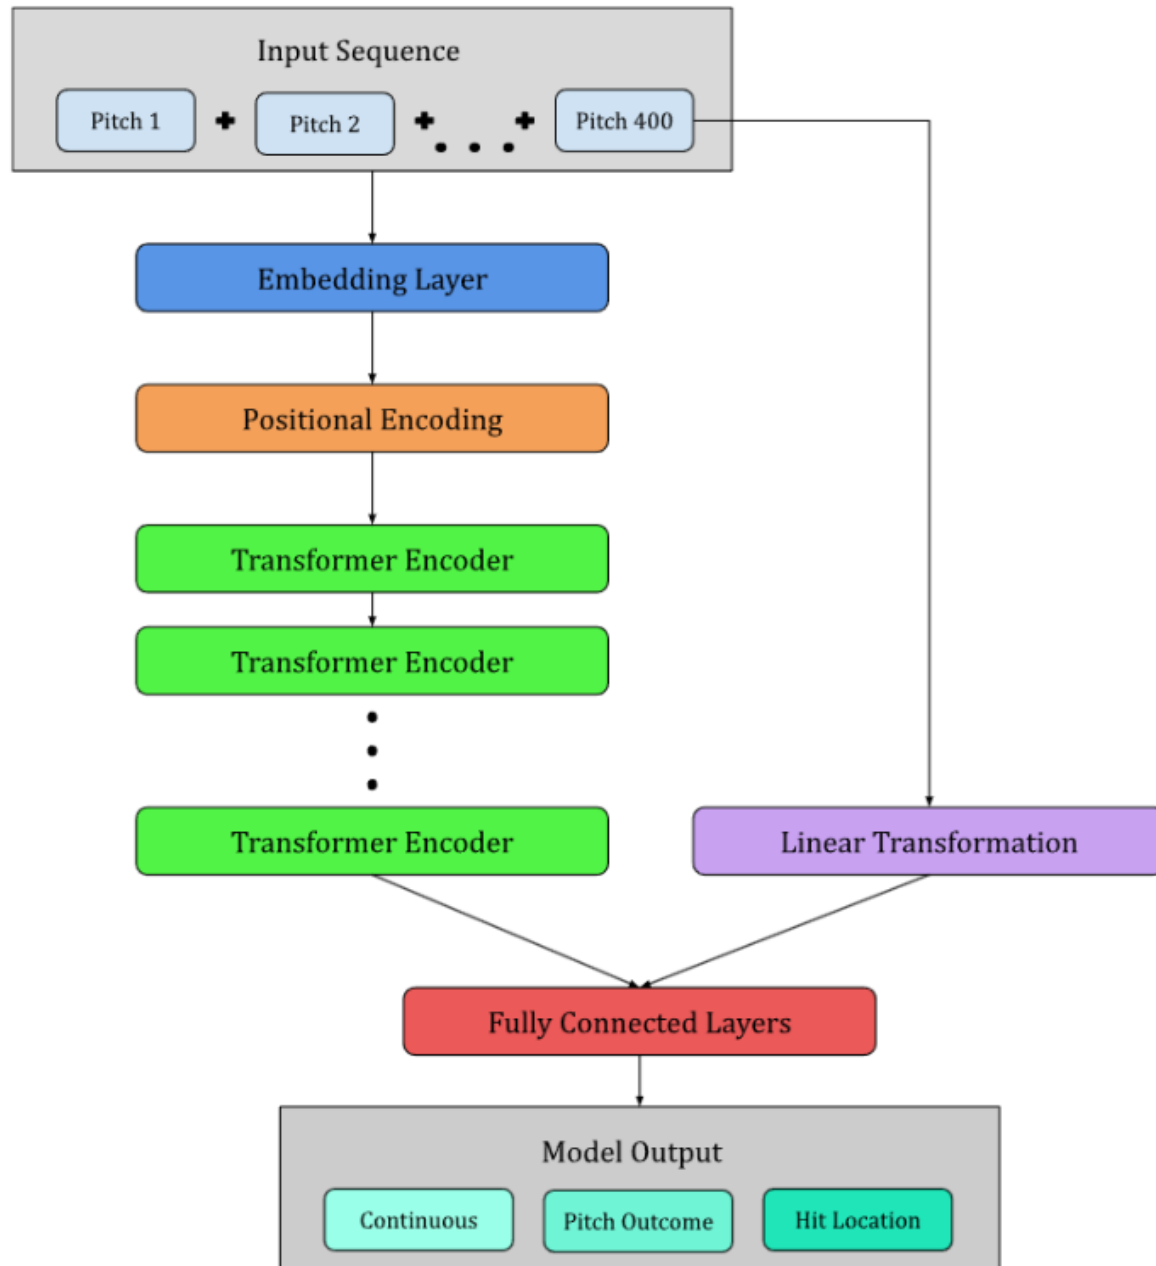 Input Sequence
Pitch 1 + Pitch 2 + . . . + Pitch 400
Embedding Layer
Positional Encoding
Transformer Encoder
Transformer Encoder
Transformer Encoder
Linear Transformation
Fully Connected Layers
Model Output
Continuous
Pitch Outcome
Hit Location